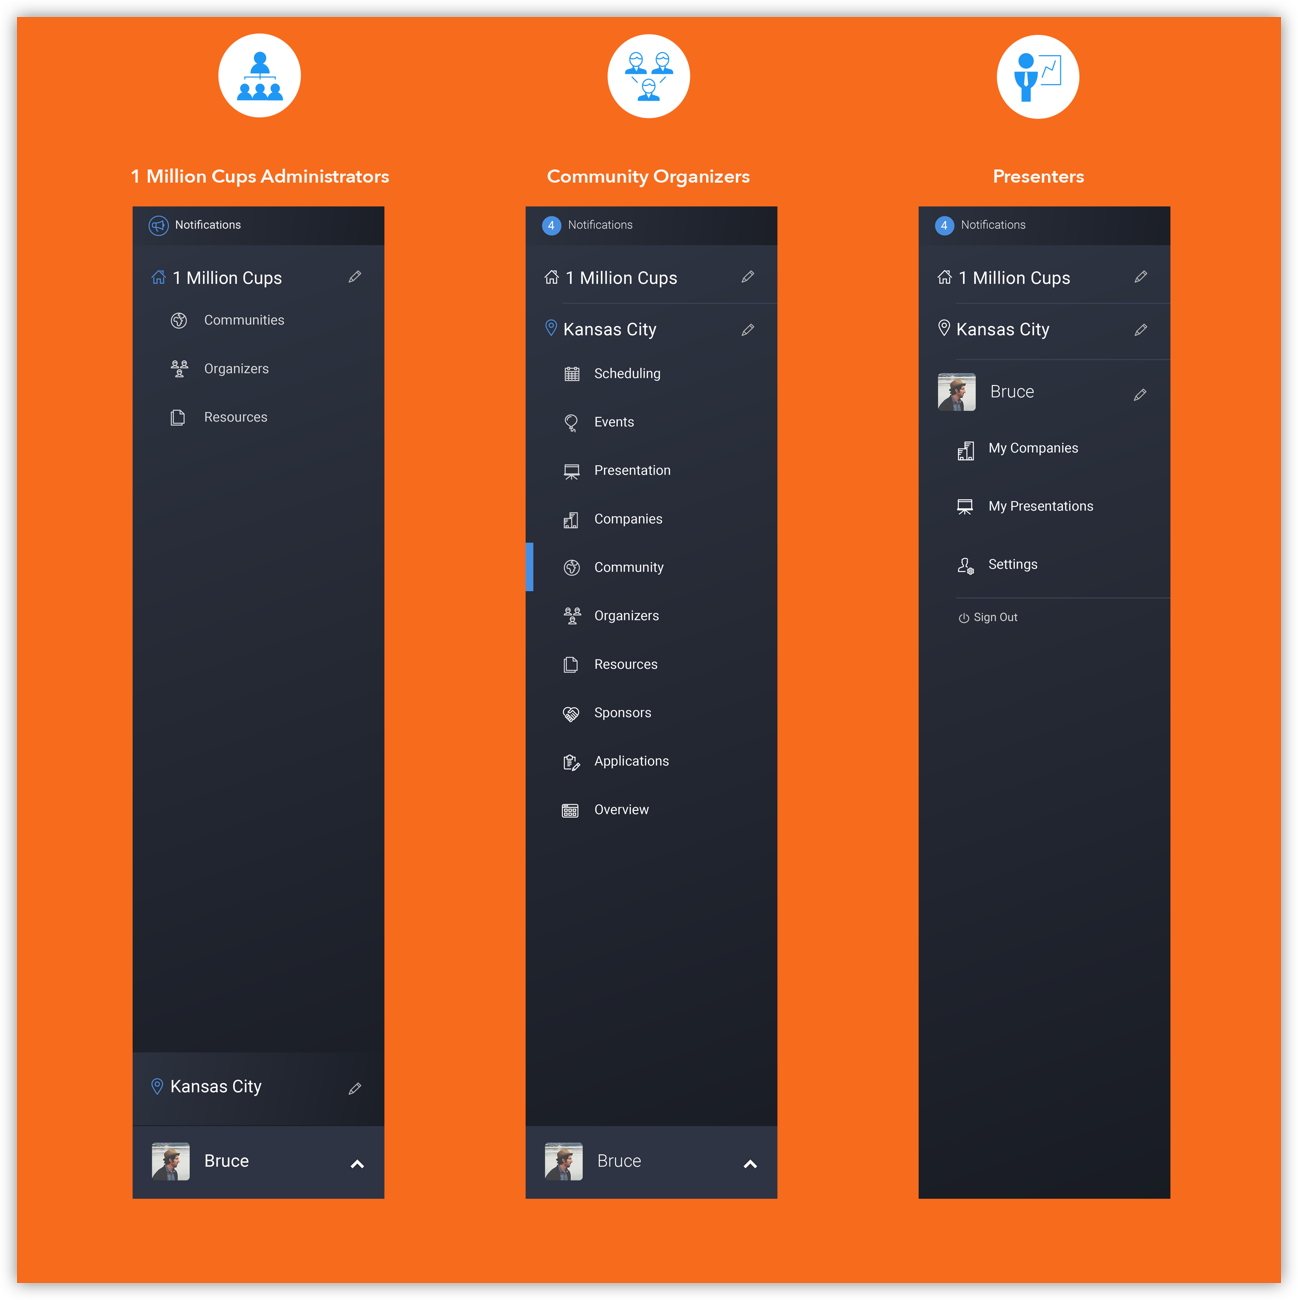 1 Million Cups Administrators
Notifications
1 Million Cups
Communities
Organizers
Resources
Kansas City
Bruce
Community Organizers
4 Notifications
1 Million Cups
Kansas City
Scheduling
Events
Presentation
Companies
Community
Organizers
Resources
Sponsors
Applications
Overview
Bruce
Presenters
4 Notifications
1 Million Cups
Kansas City
Bruce
My Companies
My Presentations
Settings
Sign Out